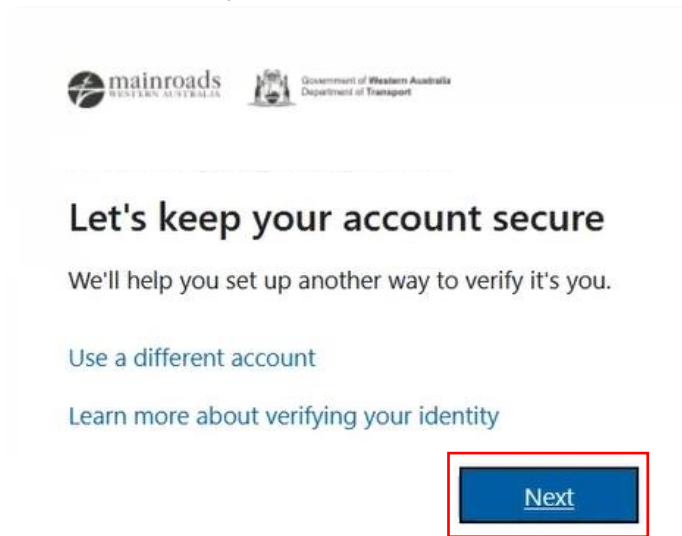 mainroads
WESTERN AUSTRALIA
Government of Western Australia
Department of Transport
Let's keep your account secure
We'll help you set up another way to verify it's you.
Use a different account
Learn more about verifying your identity
Next